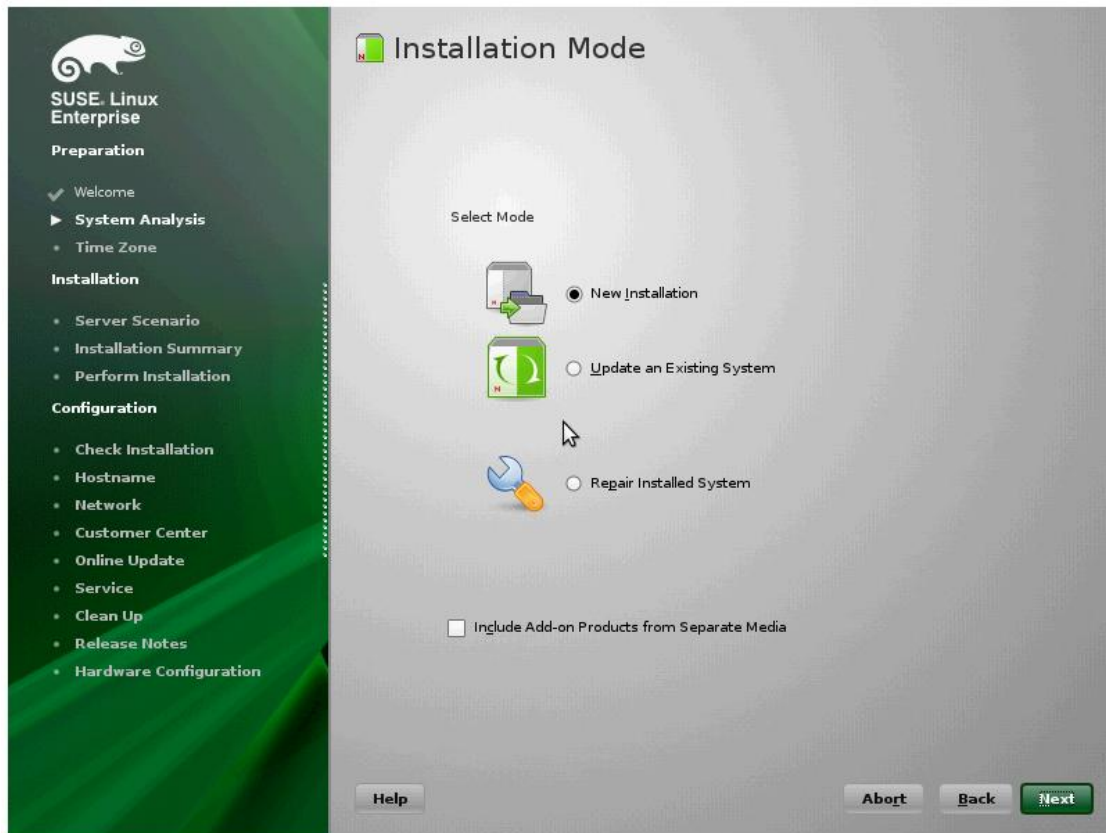 SUSE. Linux
Enterprise
Preparation
Welcome
System Analysis
Time Zone
Installation
Server Scenario
Installation Summary
Perform Installation
Configuration
Check Installation
Hostname
Network
Customer Center
Online Update
Service
Clean Up
Release Notes
Hardware Configuration
Installation Mode
Select Mode
New Installation
Update an Existing System
Repair Installed System
Include Add-on Products from Separate Media
Help
Abort
Back
Next